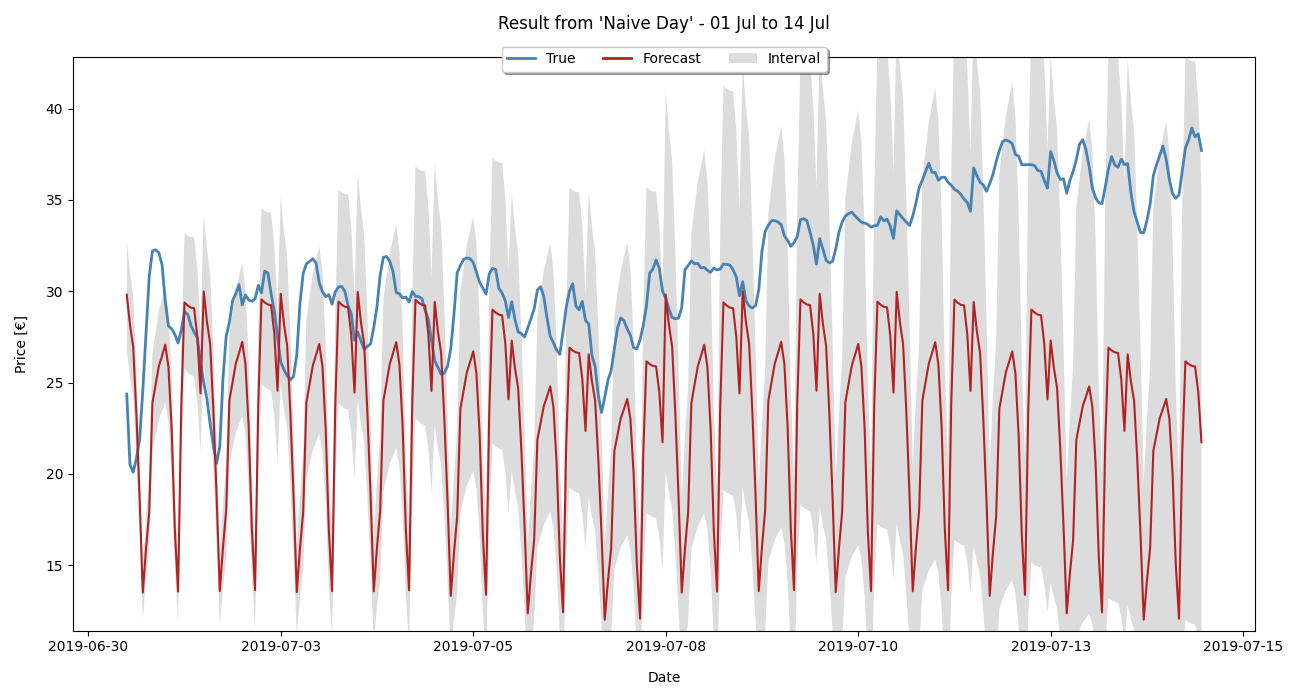 Result from 'Naive Day' - 01 Jul to 14 Jul
True Forecast Interval
Price [€]
40
35
30
25
20
15
2019-06-30 2019-07-03 2019-07-05 2019-07-08 2019-07-10 2019-07-13 2019-07-15
Date